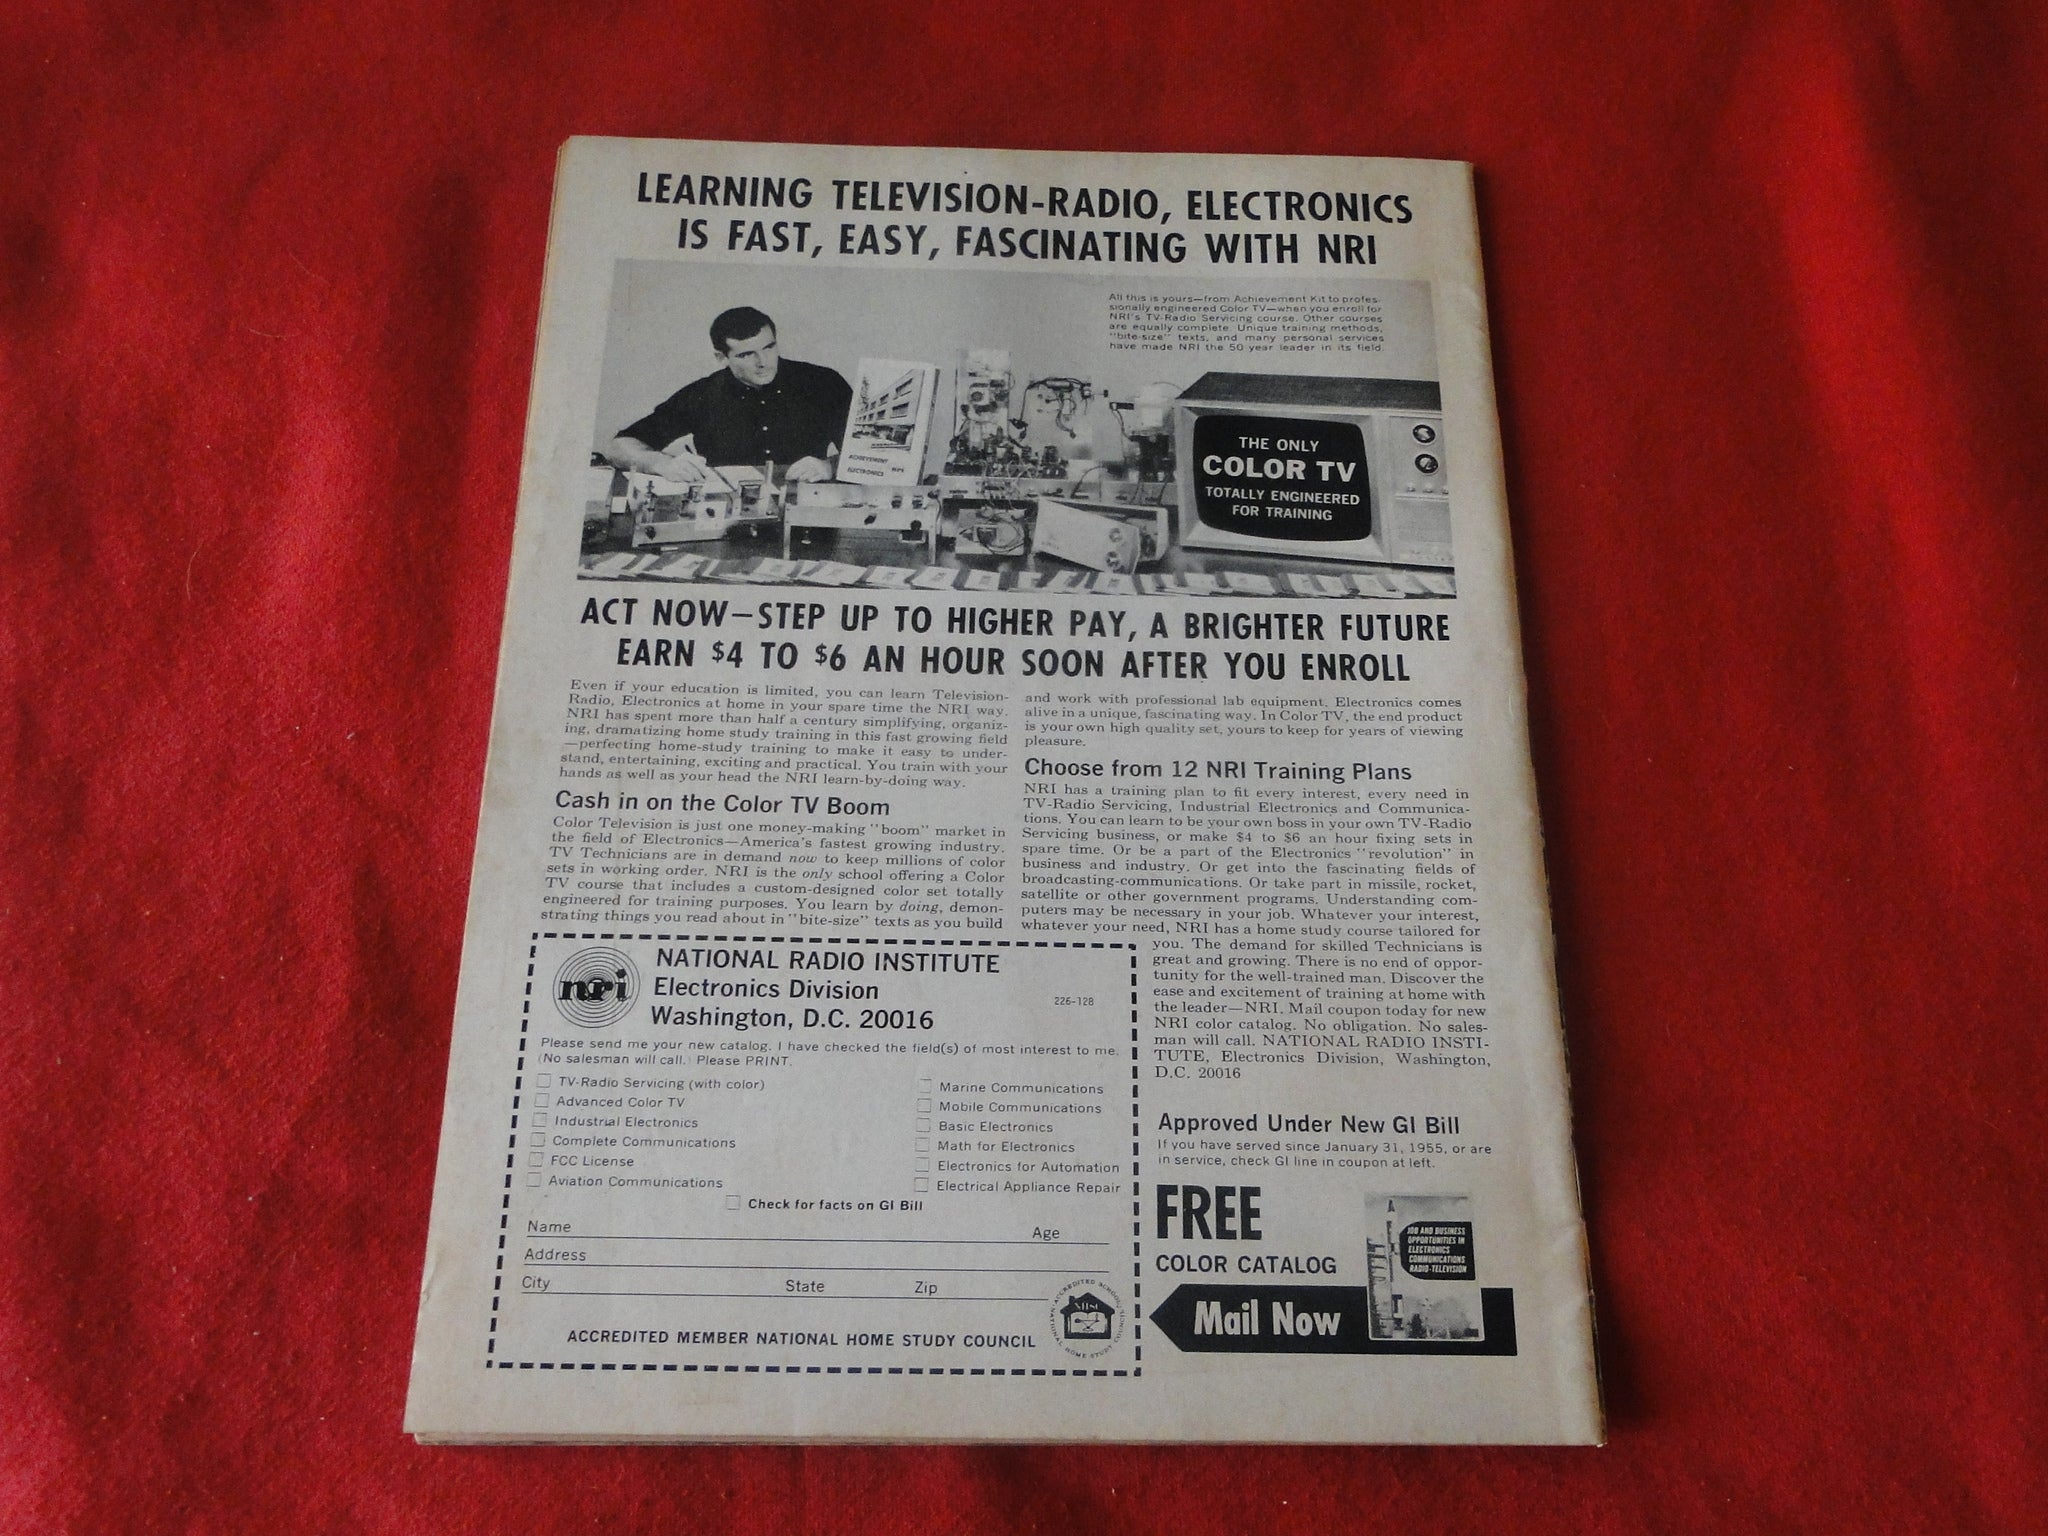 LEARNING TELEVISION-RADIO, ELECTRONICS
IS FAST, EASY, FASCINATING WITH NRI
All this is yours—from Achievement Kit to profes-
sionally engineered Color TV—when you enroll for
NRI's TV-Radio Servicing course. Other courses
are equally complete. Unique training methods,
"bite-size" texts, and many personal services
have made NRI the 50 year leader in its field.
ACHIEVEMENT
ELECTRONICS
THE ONLY
COLOR TV
TOTALLY ENGINEERED
FOR TRAINING
ACT NOW—STEP UP TO HIGHER PAY, A BRIGHTER FUTURE
EARN $4 TO $6 AN HOUR SOON AFTER YOU ENROLL
Even if your education is limited, you can learn Television-
Radio, Electronics at home in your spare time the NRI way.
NRI has spent more than half a century simplifying, organiz-
ing, dramatizing home study training in this fast growing field
—perfecting home-study training to make it easy to under-
stand, entertaining, exciting and practical. You train with your
hands as well as your head the NRI learn-by-doing way.
Cash in on the Color TV Boom
Color Television is just one money-making "boom" market in
the field of Electronics—America's fastest growing industry.
TV Technicians are in demand now to keep millions of color
sets in working order. NRI is the only school offering a Color
TV course that includes a custom-designed color set totally
engineered for training purposes. You learn by doing, demon-
strating things you read about in "bite-size" texts as you build
and work with professional lab equipment. Electronics comes
alive in a unique, fascinating way. In Color TV, the end product
is your own high quality set, yours to keep for years of viewing
pleasure.
Choose from 12 NRI Training Plans
NRI has a training plan to fit every interest, every need in
TV-Radio Servicing, Industrial Electronics and Communica-
tions. You can learn to be your own boss in your own TV-Radio
Servicing business, or make $4 to $6 an hour fixing sets in
spare time. Or be a part of the Electronics "revolution" in
business and industry. Or get into the fascinating fields of
broadcasting-communications. Or take part in missile, rocket,
satellite or other government programs. Understanding com-
puters may be necessary in your job. Whatever your interest,
whatever your need, NRI has a home study course tailored for
you. The demand for skilled Technicians is
great and growing. There is no end of oppor-
tunity for the well-trained man. Discover the
ease and excitement of training at home with
the leader—NRI. Mail coupon today for new
NRI color catalog. No obligation. No sales-
man will call. NATIONAL RADIO INSTI-
TUTE, Electronics Division, Washington,
D.C. 20016
nri
NATIONAL RADIO INSTITUTE
Electronics Division
226-128
Washington, D.C. 20016
Please send me your new catalog. I have checked the field(s) of most interest to me.
(No salesman will call.) Please PRINT.
TV-Radio Servicing (with color)
Advanced Color TV
Industrial Electronics
Complete Communications
FCC License
Aviation Communications
Marine Communications
Mobile Communications
Basic Electronics
Math for Electronics
Electronics for Automation
Electrical Appliance Repair
Check for facts on GI Bill
Name Age
Address
City State Zip
ACCREDITED MEMBER NATIONAL HOME STUDY COUNCIL
NHSC
Approved Under New GI Bill
If you have served since January 31, 1955, or are
in service, check GI line in coupon at left.
FREE
COLOR CATALOG
Mail Now
JOB AND BUSINESS
OPPORTUNITIES IN
ELECTRONICS
COMMUNICATIONS
RADIO-TELEVISION